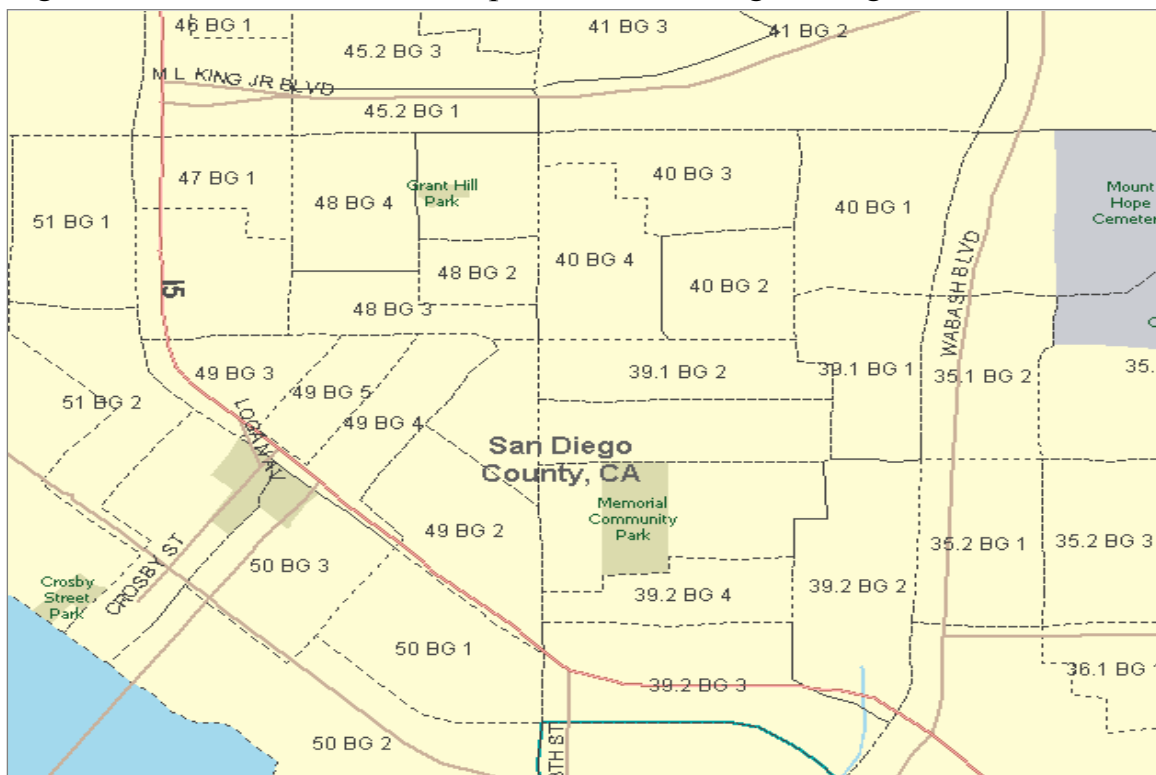 46 BG 1
45.2 BG 3
41 BG 3
41 BG 2
M L KING JR BLVD
45.2 BG 1
47 BG 1
48 BG 4
Grant Hill
Park
40 BG 3
40 BG 1
Mount
Hope
51 BG 1
48 BG 2
40 BG 4
40 BG 2
WABASH BLVD
I5
48 BG 3
49 BG 3
49 BG 5
39.1 BG 2
39.1 BG 1
35.1 BG 2
35.
51 BG 2
49 BG 4
San Diego
County, CA
Memorial
Community
Park
49 BG 2
35.2 BG 1
35.2 BG 3
50 BG 3
CROSBY ST
Crosby
Street
Park
39.2 BG 4
39.2 BG 2
50 BG 1
39.2 BG 3
36.1 BG 1
50 BG 2